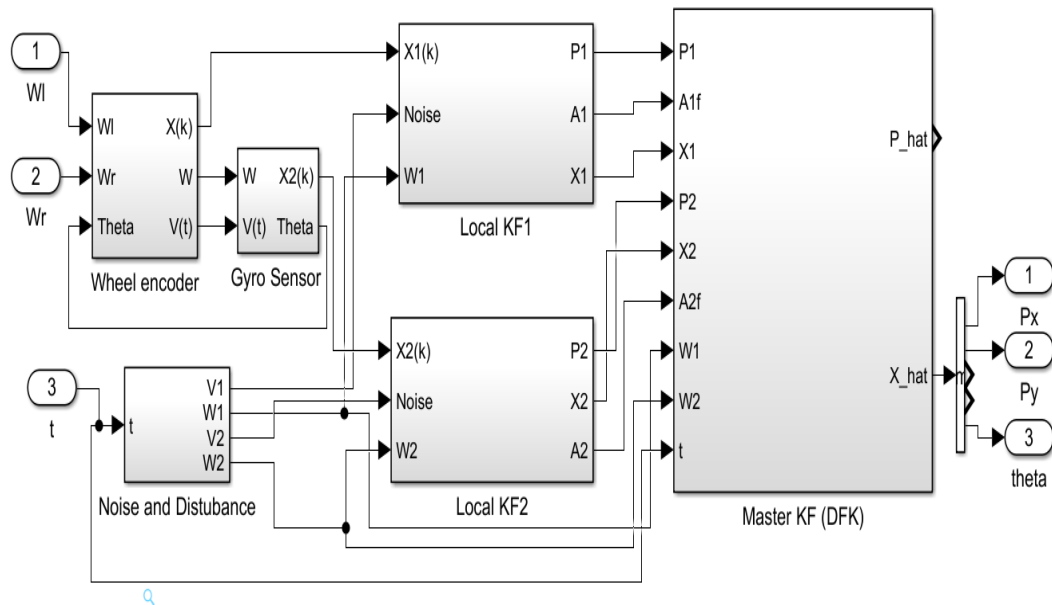 1
Wl
2
Wr
Wl
Wr
Theta
X(k)
W
V(t)
Wheel encoder
W
V(t)
X2(k)
Theta
Gyro Sensor
3
t
t
V1
W1
V2
W2
Noise and Distubance
X1(k)
Noise
W1
P1
A1
X1
Local KF1
X2(k)
Noise
W2
P2
X2
A2
Local KF2
P1
A1f
X1
P2
X2
A2f
W1
W2
t
P_hat
X_hat
Master KF (DFK)
1
Px
2
Py
3
theta